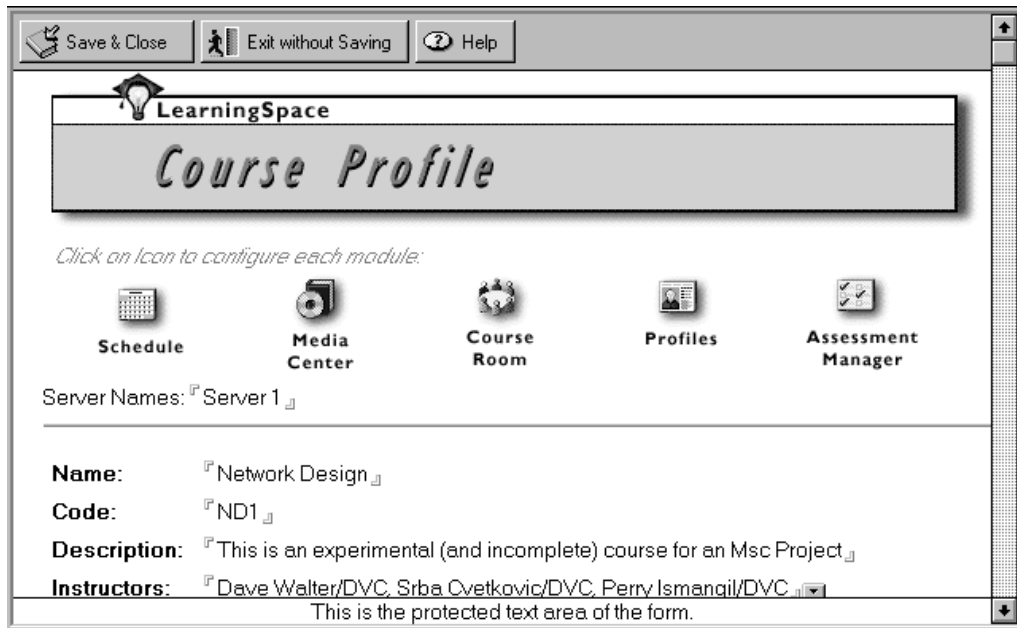 Save & Close Exit without Saving Help
LearningSpace
Course Profile
Click on Icon to configure each module:
Schedule Media Center Course Room Profiles Assessment Manager
Server Names: Server 1
Name: Network Design
Code: ND1
Description: This is an experimental (and incomplete) course for an Msc Project
Instructors: Dave Walter/DVC, Srba Cvetkovic/DVC, Perry Ismangil/DVC
This is the protected text area of the form.